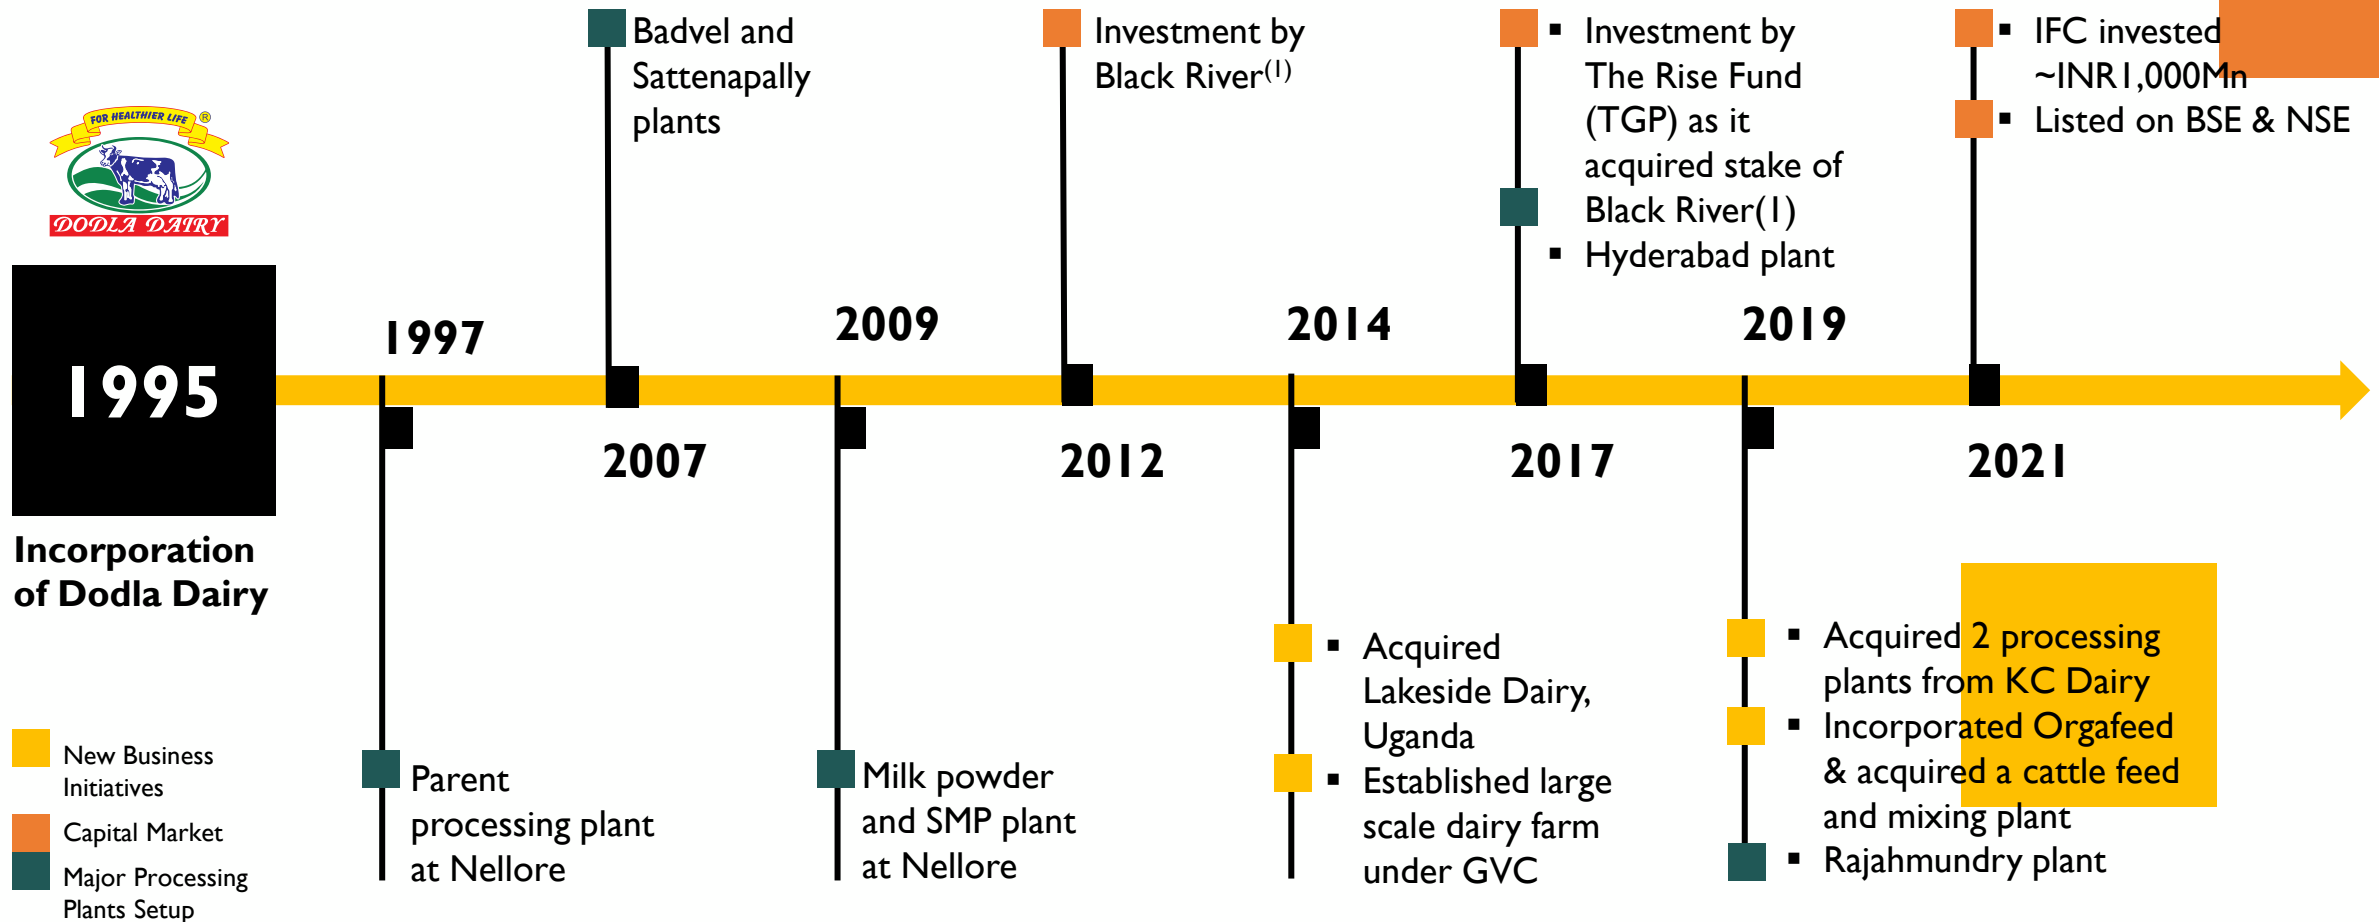 FOR HEALTHIER LIFE ®
DODLA DAIRY
1995
Incorporation
of Dodla Dairy
1997
Parent
processing plant
at Nellore
Badvel and
Sattenapally
plants
2007
2009
Milk powder
and SMP plant
at Nellore
Investment by
Black River(1)
2012
2014
▪ Acquired
Lakeside Dairy,
Uganda
▪ Established large
scale dairy farm
under GVC
▪ Investment by
The Rise Fund
(TGP) as it
acquired stake of
Black River(1)
▪ Hyderabad plant
2017
2019
▪ Acquired 2 processing
plants from KC Dairy
▪ Incorporated Orgafeed
& acquired a cattle feed
and mixing plant
▪ Rajahmundry plant
▪ IFC invested
~INR1,000Mn
▪ Listed on BSE & NSE
2021
New Business
Initiatives
Capital Market
Major Processing
Plants Setup